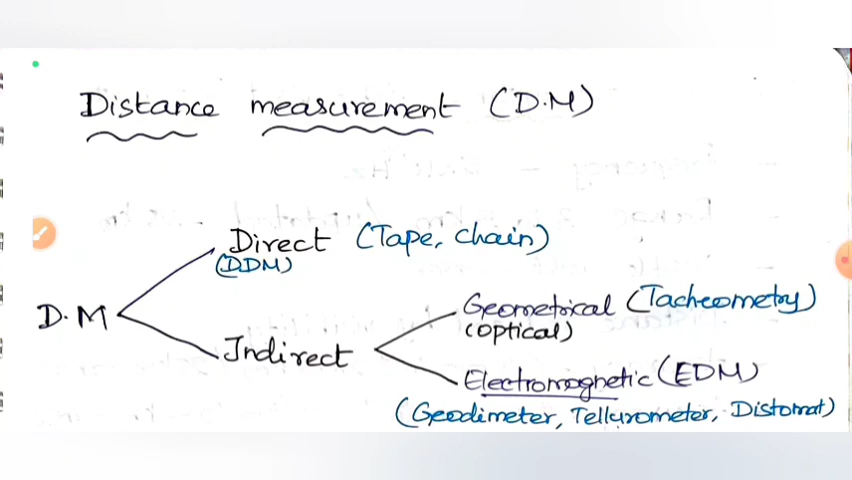 Distance measurement (D.M)
Direct (Tape, chain)
(DDM)
D.M
Geometrical (Tacheometry)
(optical)
Indirect
Electromagnetic (EDM)
(Geodimeter, Tellurometer, Distomat)